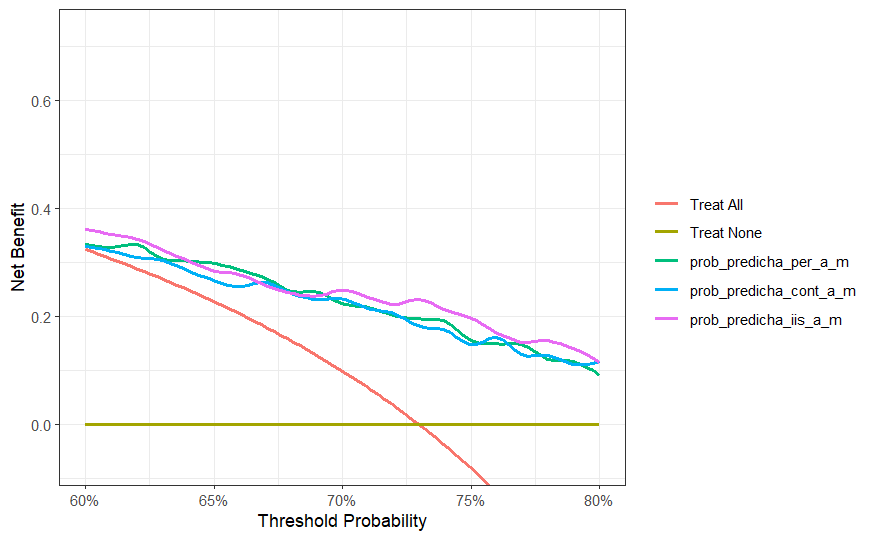 Net Benefit
0.6
0.4
0.2
0.0
60%
65%
70%
75%
80%
Threshold Probability
Treat All
Treat None
prob_predicha_per_a_m
prob_predicha_cont_a_m
prob_predicha_iis_a_m